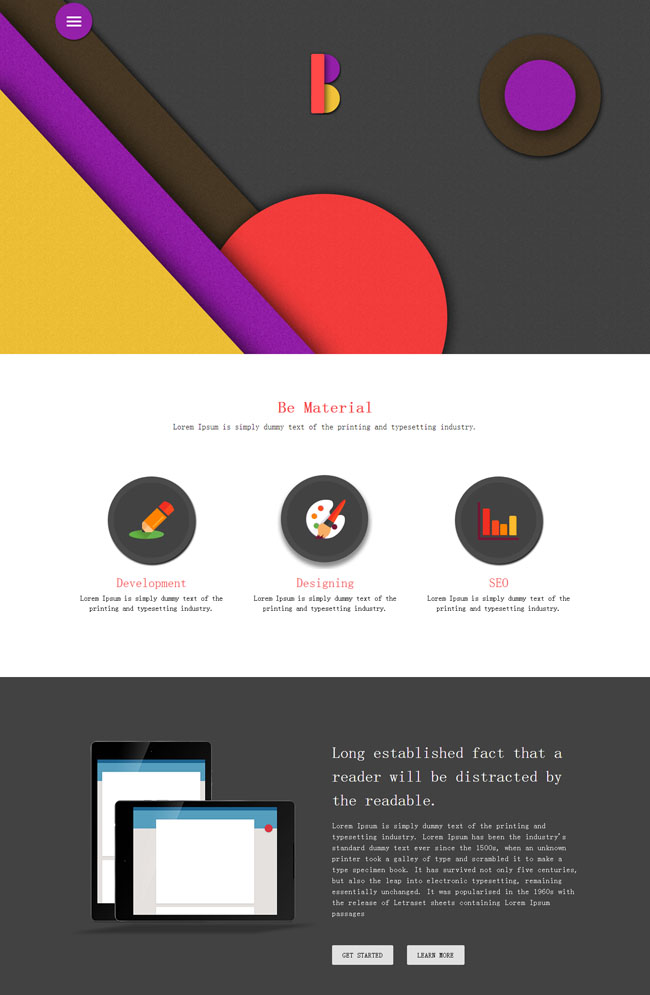 B
Be Material
Lorem Ipsum is simply dummy text of the printing and typesetting industry.
Development
Lorem Ipsum is simply dummy text of the
printing and typesetting industry.
Designing
Lorem Ipsum is simply dummy text of the
printing and typesetting industry.
SEO
Lorem Ipsum is simply dummy text of the
printing and typesetting industry.
Long established fact that a
reader will be distracted by
the readable.
Lorem Ipsum is simply dummy text of the printing and
typesetting industry. Lorem Ipsum has been the industry's
standard dummy text ever since the 1500s, when an unknown
printer took a galley of type and scrambled it to make a
type specimen book. It has survived not only five centuries,
but also the leap into electronic typesetting, remaining
essentially unchanged. It was popularised in the 1960s with
the release of Letraset sheets containing Lorem Ipsum
passages
GET STARTED
LEARN MORE